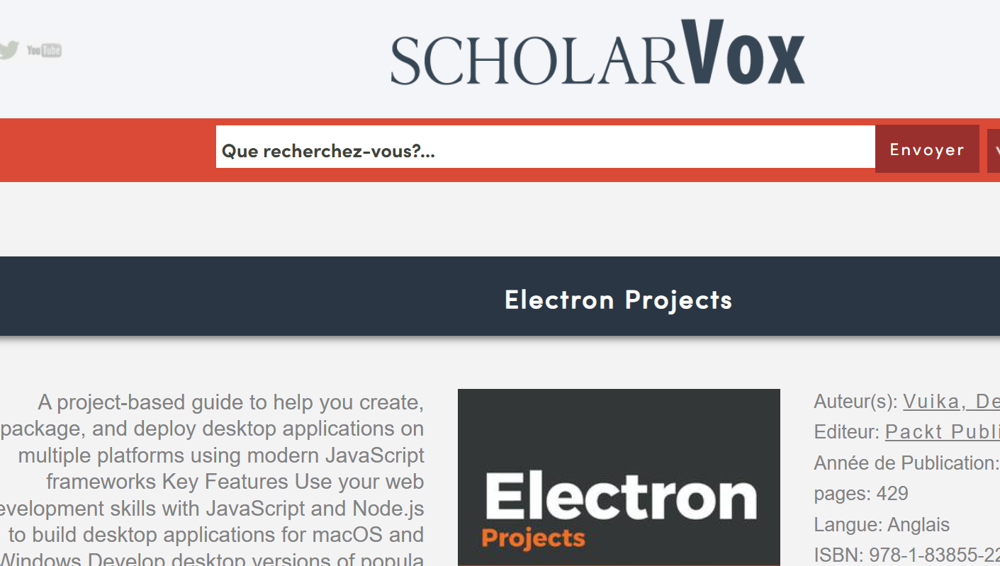 You Tube
SCHOLARVOX
Que recherchez-vous?...
Envoyer
Electron Projects
A project-based guide to help you create,
package, and deploy desktop applications on
multiple platforms using modern JavaScript
frameworks Key Features Use your web
evelopment skills with JavaScript and Node.js
to build desktop applications for macOS and
Windows Develop desktop versions of popula
Electron
Projects
Auteur(s): Vuika, De
Editeur: Packt Publi
Année de Publication:
pages: 429
Langue: Anglais
ISBN: 978-1-83855-22